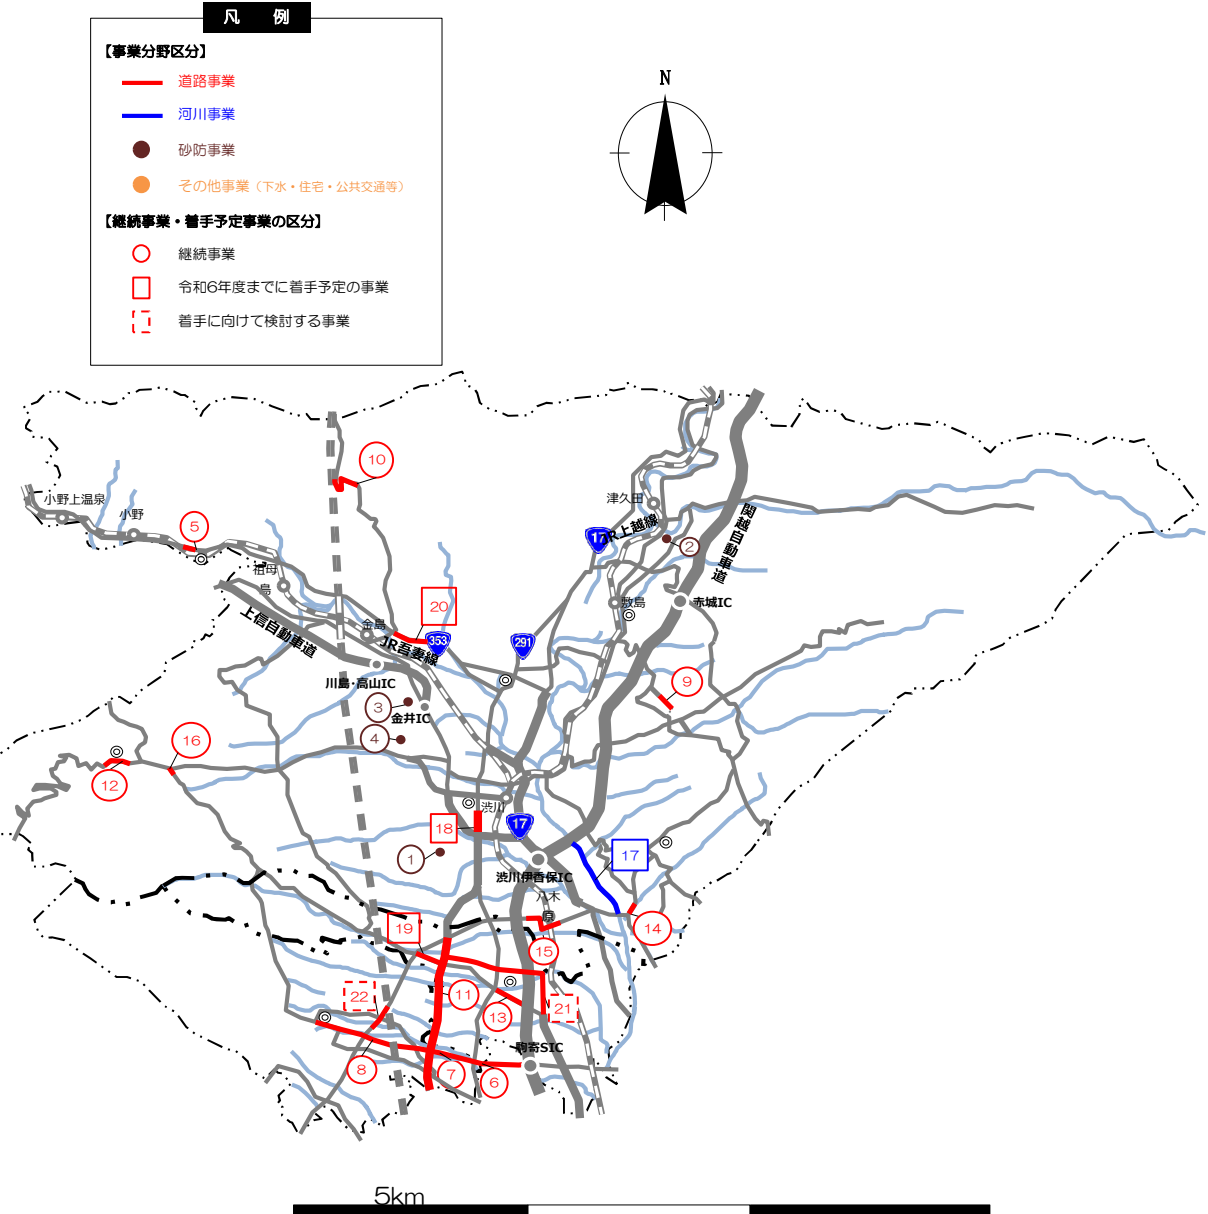 凡 例
【事業分野区分】
道路事業
河川事業
砂防事業
その他事業（下水・住宅・公共交通等）
【継続事業・着手予定事業の区分】
継続事業
令和6年度までに着手予定の事業
着手に向けて検討する事業
N
10
小野上温泉
小野
5
津久田
17
JR上越線
2
関越自動車道
祖母島
敷島
赤城IC
20
金島
353
JR吾妻線
291
上信自動車道
川島・高山IC
9
3
金井IC
4
16
12
渋川
18
17
1
17
渋川伊香保IC
八木原
19
14
15
22
11
13
21
駒寄SIC
8
7
6
5km